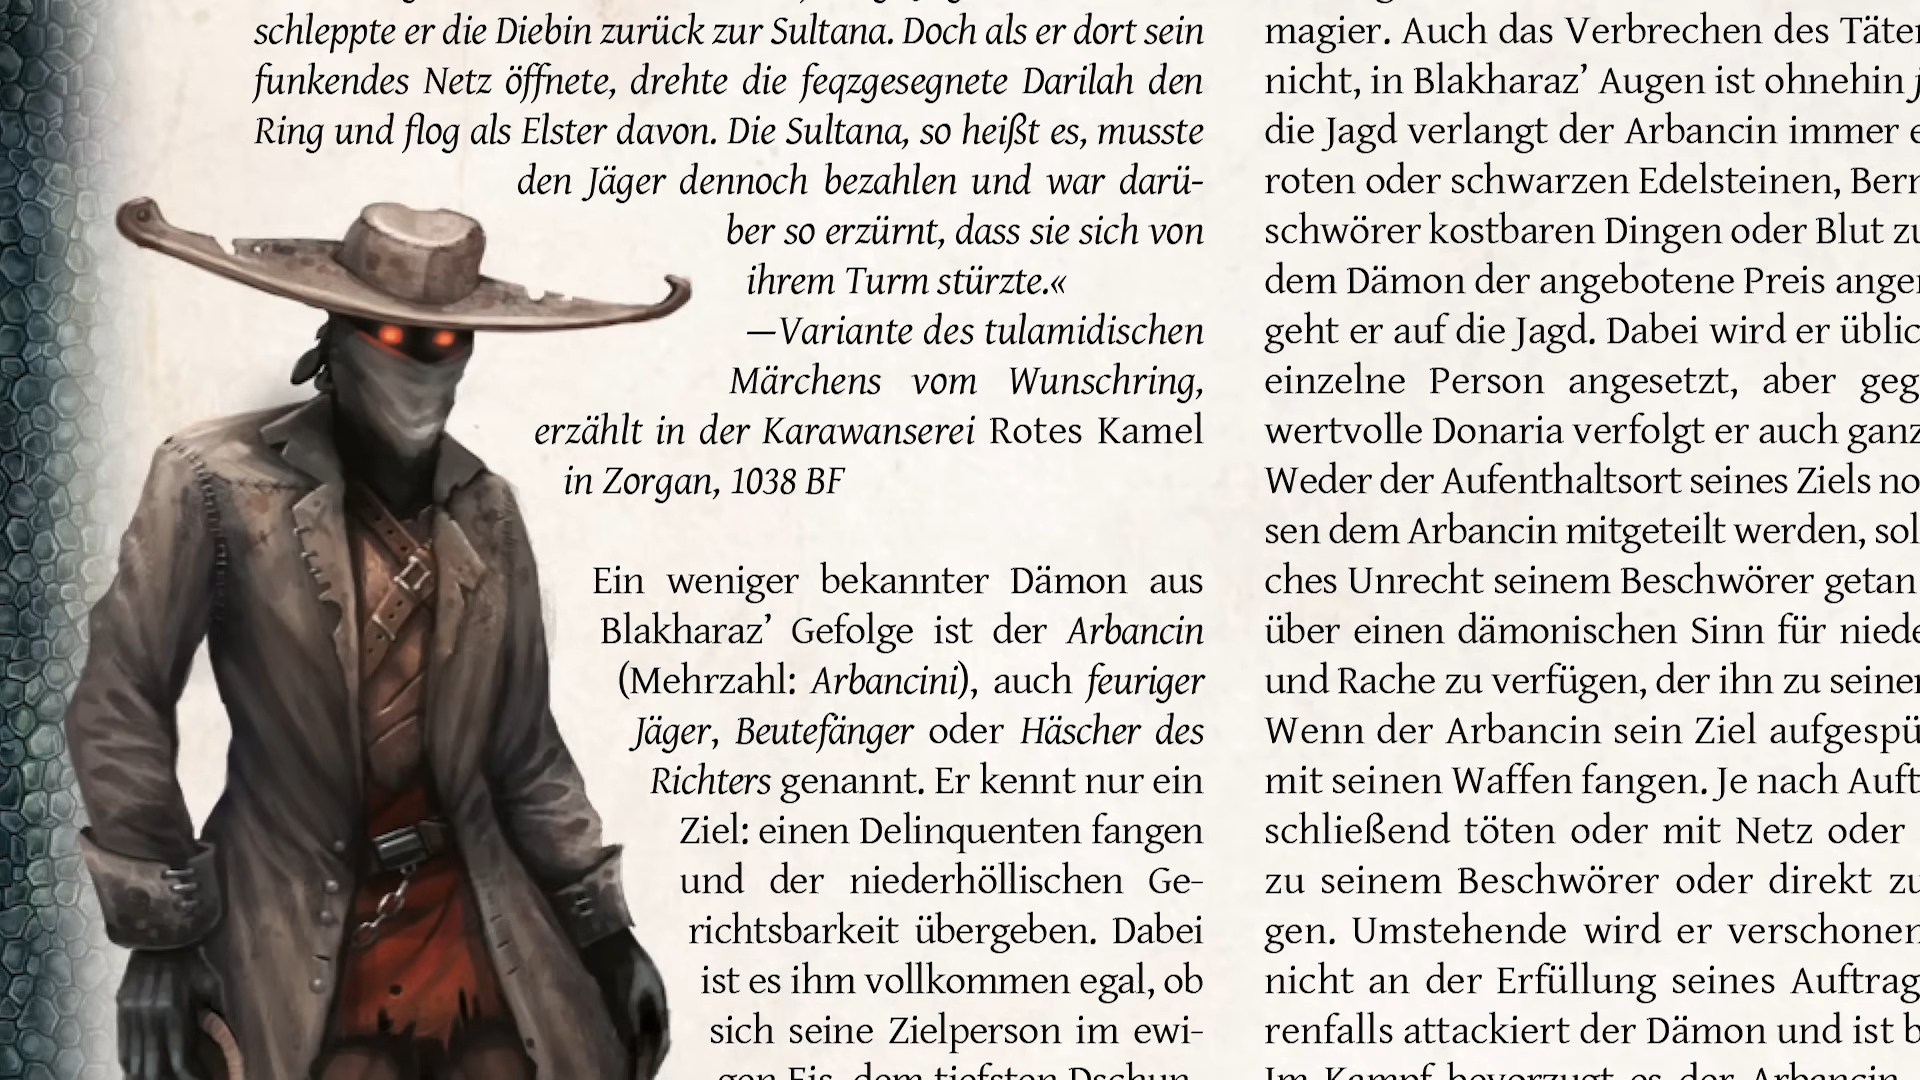 schleppte er die Diebin zurück zur Sultana. Doch als er dort sein
funkendes Netz öffnete, drehte die feqzgesegnete Darilah den
Ring und flog als Elster davon. Die Sultana, so heißt es, musste
den Jäger dennoch bezahlen und war darü-
ber so erzürnt, dass sie sich von
ihrem Turm stürzte.«
—Variante des tulamidischen
Märchens vom Wunschring,
erzählt in der Karawanserei Rotes Kamel
in Zorgan, 1038 BF
Ein weniger bekannter Dämon aus
Blakharaz’ Gefolge ist der Arbancin
(Mehrzahl: Arbancini), auch feuriger
Jäger, Beutefänger oder Häscher des
Richters genannt. Er kennt nur ein
Ziel: einen Delinquenten fangen
und der niederhöllischen Ge-
richtsbarkeit übergeben. Dabei
ist es ihm vollkommen egal, ob
sich seine Zielperson im ewi-
gen Eis, dem tiefsten Dschun-
magier. Auch das Verbrechen des Täter
nicht, in Blakharaz’ Augen ist ohnehin j
die Jagd verlangt der Arbancin immer e
roten oder schwarzen Edelsteinen, Bern
schwörer kostbaren Dingen oder Blut zu
dem Dämon der angebotene Preis angen
geht er auf die Jagd. Dabei wird er üblic
einzelne Person angesetzt, aber geg
wertvolle Donaria verfolgt er auch ganz
Weder der Aufenthaltsort seines Ziels no
sen dem Arbancin mitgeteilt werden, sol
ches Unrecht seinem Beschwörer getan
über einen dämonischen Sinn für niede
und Rache zu verfügen, der ihn zu seiner
Wenn der Arbancin sein Ziel aufgespü
mit seinen Waffen fangen. Je nach Auft
schließend töten oder mit Netz oder
zu seinem Beschwörer oder direkt zu
gen. Umstehende wird er verschonen
nicht an der Erfüllung seines Auftrag
renfalls attackiert der Dämon und ist b
Im Kampf bevorzugt es der Arbancin